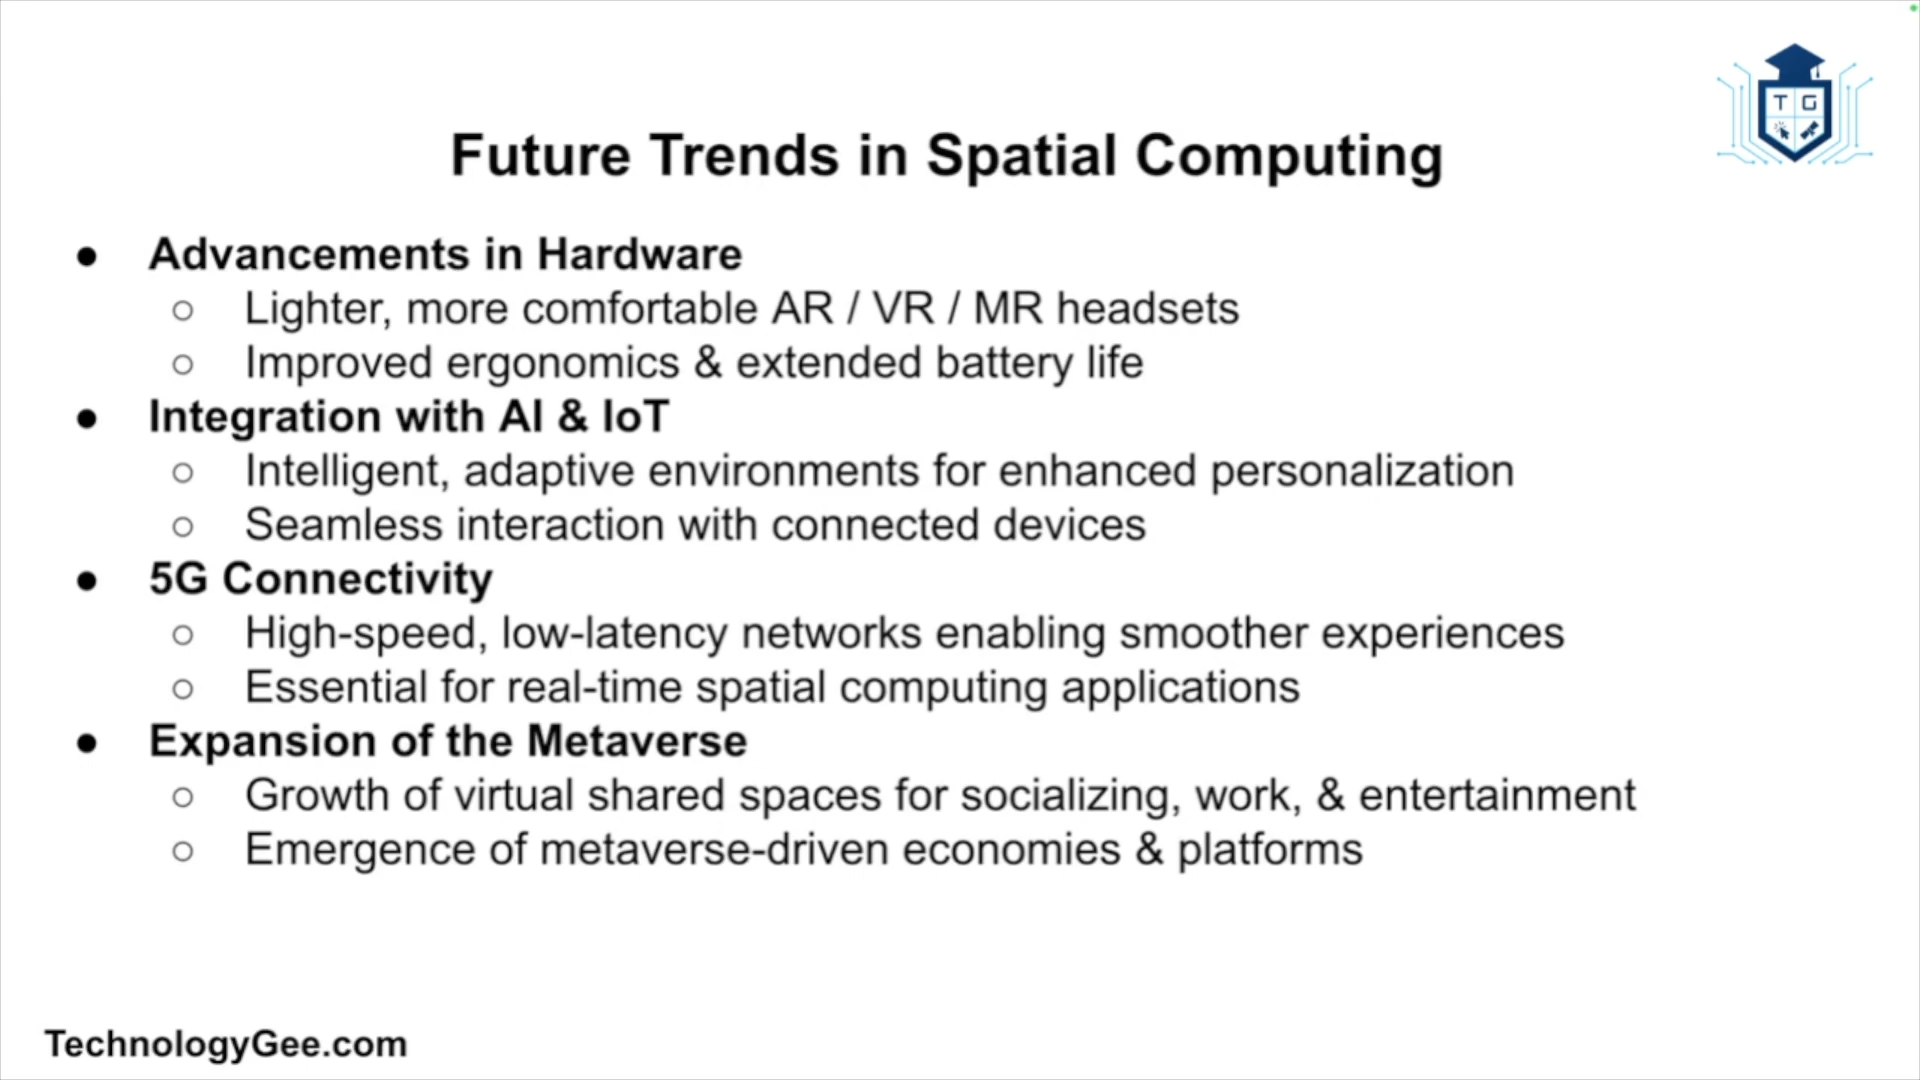 T G
Future Trends in Spatial Computing
● Advancements in Hardware
○ Lighter, more comfortable AR / VR / MR headsets
○ Improved ergonomics & extended battery life
● Integration with AI & IoT
○ Intelligent, adaptive environments for enhanced personalization
○ Seamless interaction with connected devices
● 5G Connectivity
○ High-speed, low-latency networks enabling smoother experiences
○ Essential for real-time spatial computing applications
● Expansion of the Metaverse
○ Growth of virtual shared spaces for socializing, work, & entertainment
○ Emergence of metaverse-driven economies & platforms
TechnologyGee.com